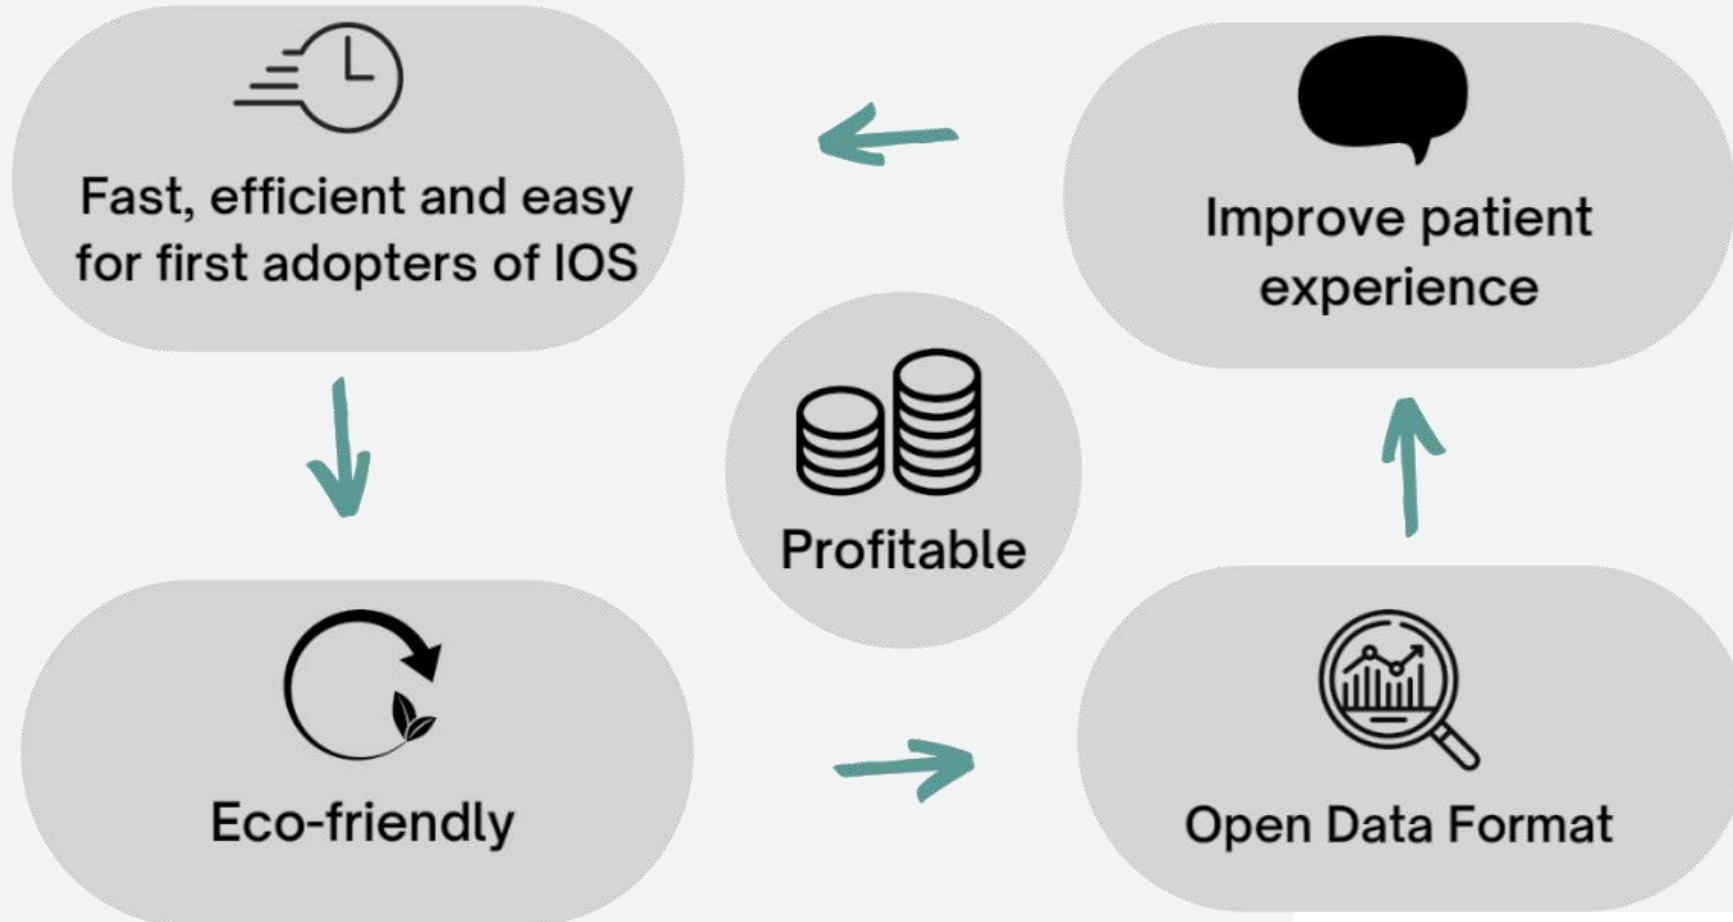 Fast, efficient and easy
for first adopters of IOS
Improve patient
experience
Profitable
Eco-friendly
Open Data Format